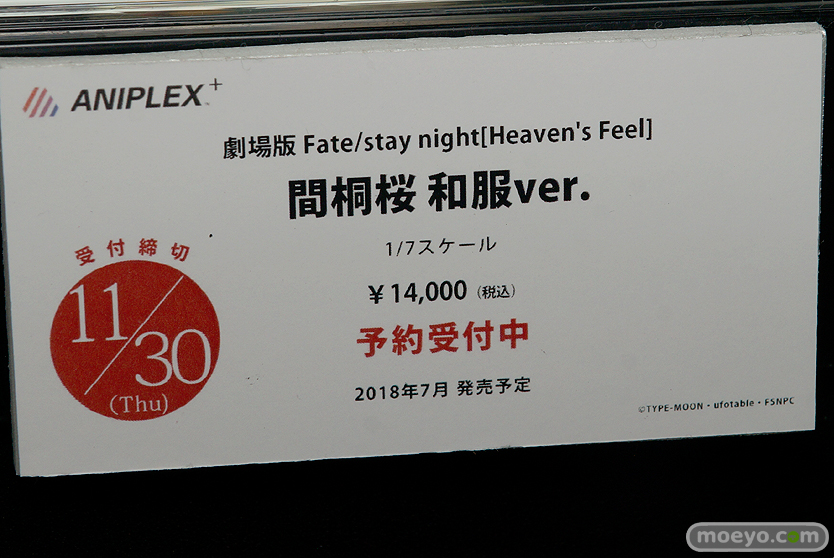 ANIPLEX+
劇場版 Fate/stay night[Heaven's Feel]
間桐桜 和服ver.
1/7スケール
¥14,000 (税込)
予約受付中
2018年7月 発売予定
受付締切
11/30
(Thu)
©TYPE-MOON・ufotable・FSNPC
moeyo.com